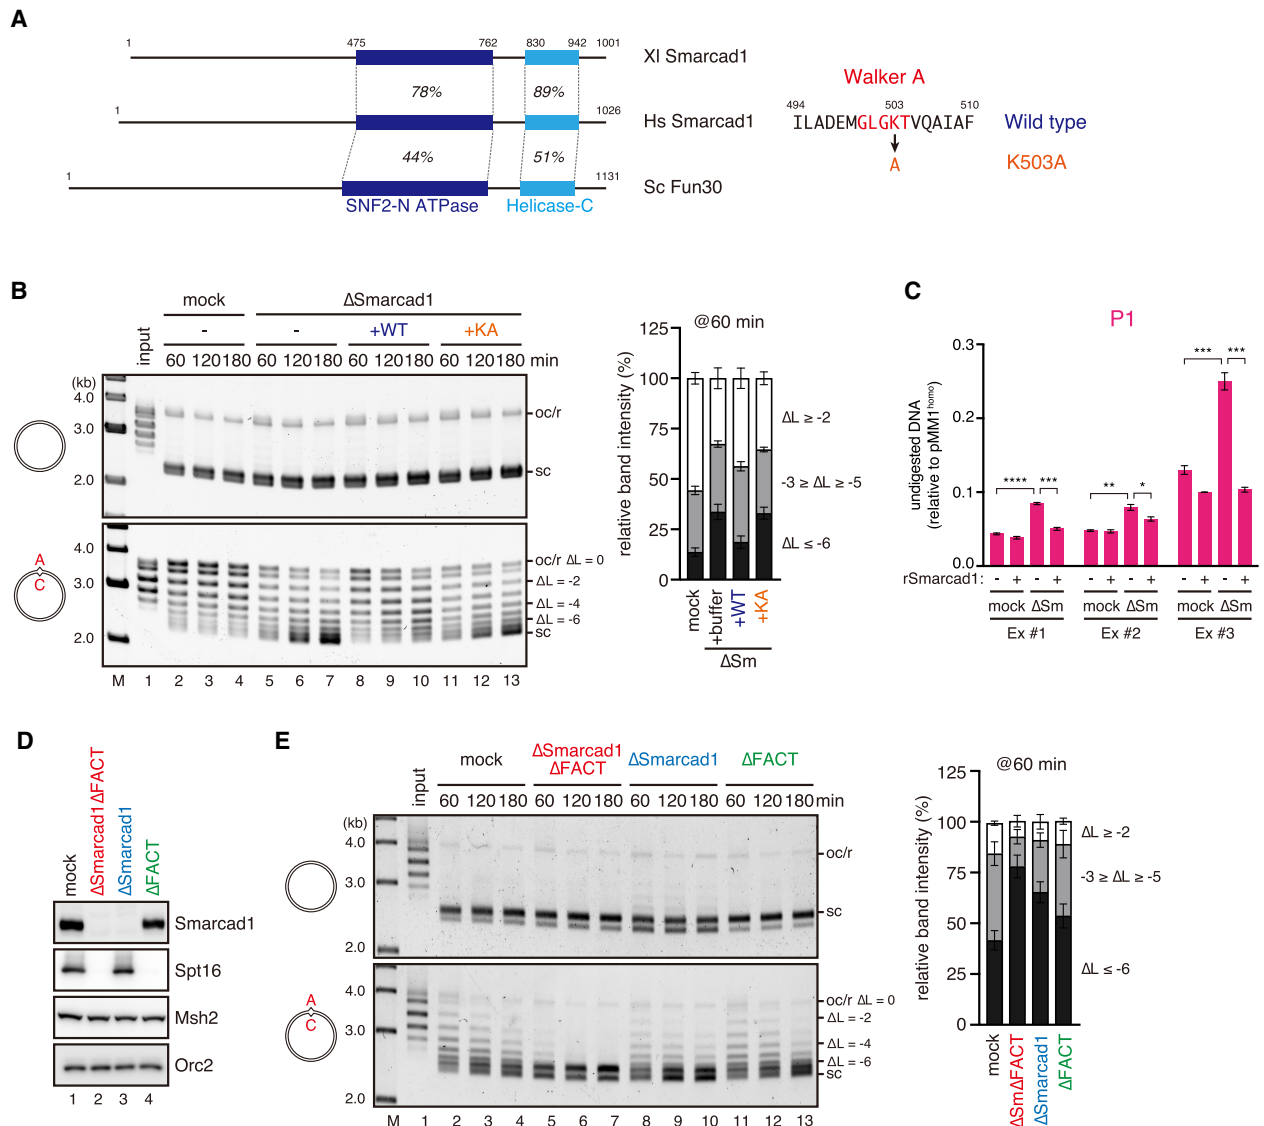 A
1 475 762 830 942 1001
Xl Smarcad1
78% 89%
1 1026
Hs Smarcad1
44% 51%
1 1131
Sc Fun30
SNF2-N ATPase Helicase-C
Walker A
494 503 510
ILADEMGLGKTVQAIAF Wild type
A K503A
B
mock ΔSmarcad1
- - +WT +KA
input 60 120 180 60 120 180 60 120 180 60 120 180 min
(kb)
4.0
3.0
2.0
oc/r
sc
A
C
4.0
3.0
2.0
oc/r ΔL = 0
ΔL = -2
ΔL = -4
ΔL = -6
sc
M 1 2 3 4 5 6 7 8 9 10 11 12 13
@60 min
relative band intensity (%)
125
100
75
50
25
0
ΔL ≥ -2
-3 ≥ ΔL ≥ -5
ΔL ≤ -6
mock +buffer +WT +KA
ΔSm
C
P1
undigested DNA
(relative to pMM1homo)
0.3
0.2
0.1
0.0
**** *** ** * *** ***
rSmarcad1: - + - + - + - + - + - +
mock ΔSm mock ΔSm mock ΔSm
Ex #1 Ex #2 Ex #3
D
mock ΔSmarcad1ΔFACT ΔSmarcad1 ΔFACT
Smarcad1
Spt16
Msh2
Orc2
1 2 3 4
E
mock ΔSmarcad1 ΔFACT ΔSmarcad1 ΔFACT
input 60 120 180 60 120 180 60 120 180 60 120 180 min
(kb)
4.0
3.0
2.0
oc/r
sc
A
C
4.0
3.0
2.0
oc/r ΔL = 0
ΔL = -2
ΔL = -4
ΔL = -6
sc
M 1 2 3 4 5 6 7 8 9 10 11 12 13
@60 min
relative band intensity (%)
125
100
75
50
25
0
ΔL ≥ -2
-3 ≥ ΔL ≥ -5
ΔL ≤ -6
mock ΔSmΔFACT ΔSmarcad1 ΔFACT